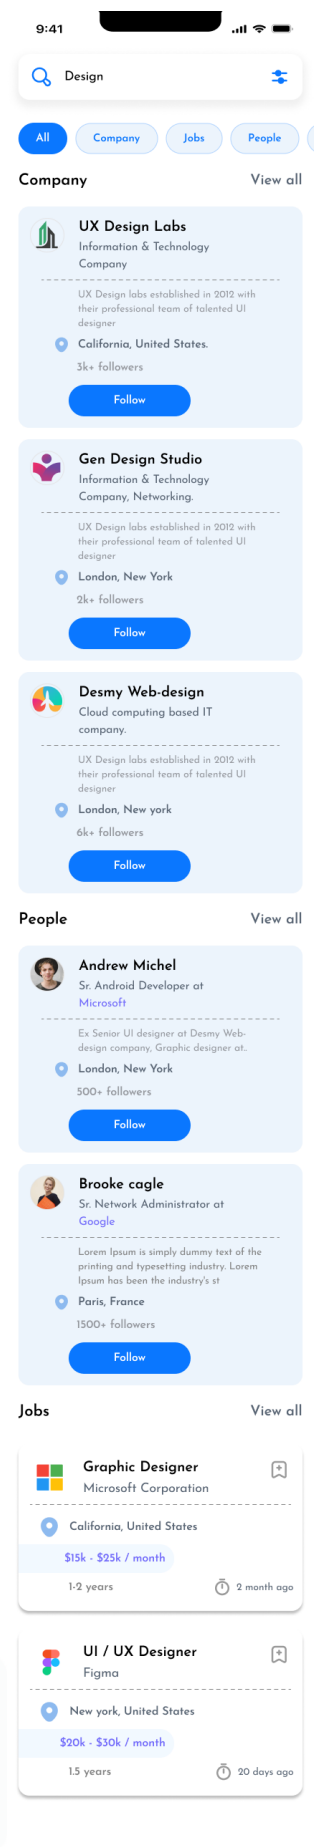 9:41
Design
All Company Jobs People
Company View all
UX Design Labs
Information & Technology
Company
UX Design labs established in 2012 with
their professional team of talented UI
designer
California, United States.
3k+ followers
Follow
Gen Design Studio
Information & Technology
Company, Networking.
UX Design labs established in 2012 with
their professional team of talented UI
designer
London, New York
2k+ followers
Follow
Desmy Web-design
Cloud computing based IT
company.
UX Design labs established in 2012 with
their professional team of talented UI
designer
London, New york
6k+ followers
Follow
People View all
Andrew Michel
Sr. Android Developer at
Microsoft
Ex Senior UI designer at Desmy Web-
design company, Graphic designer at..
London, New York
500+ followers
Follow
Brooke cagle
Sr. Network Administrator at
Google
Lorem Ipsum is simply dummy text of the
printing and typesetting industry. Lorem
Ipsum has been the industry's st
Paris, France
1500+ followers
Follow
Jobs View all
Graphic Designer
Microsoft Corporation
California, United States
$15k - $25k / month
1-2 years 2 month ago
UI / UX Designer
Figma
New york, United States
$20k - $30k / month
1.5 years 20 days ago